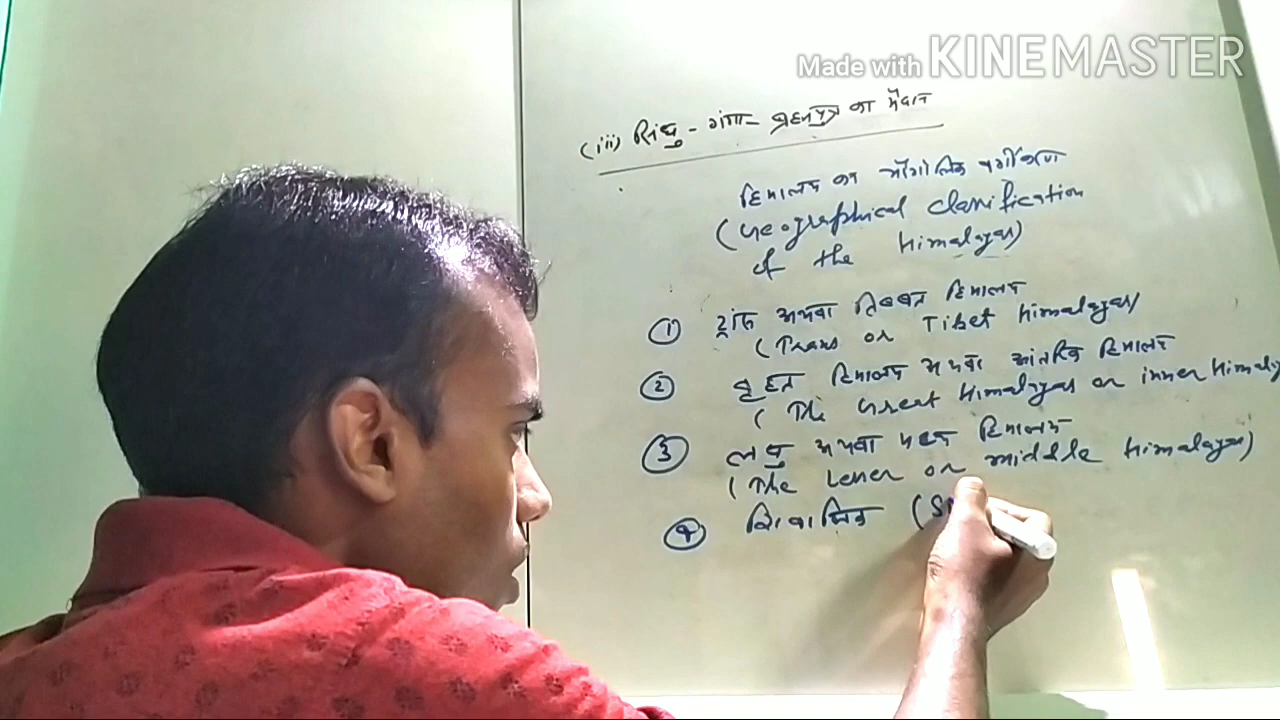 Made with KINEMASTER
(iii) सिंधु - गंगा - ब्रह्मपुत्र का मैदान
हिमालय का भौगोलिक वर्गीकरण
(Geographical classification
of the Himalayas)
① ट्रांस अथवा तिब्बत हिमालय
(Trans or Tibet Himalayas)
② बृहत हिमालय अथवा आंतरिक हिमालय
(The Great Himalayas or inner Himalay
③ लघु अथवा मध्य हिमालय
(The Lesser or middle Himalayas)
④ शिवालिक (S